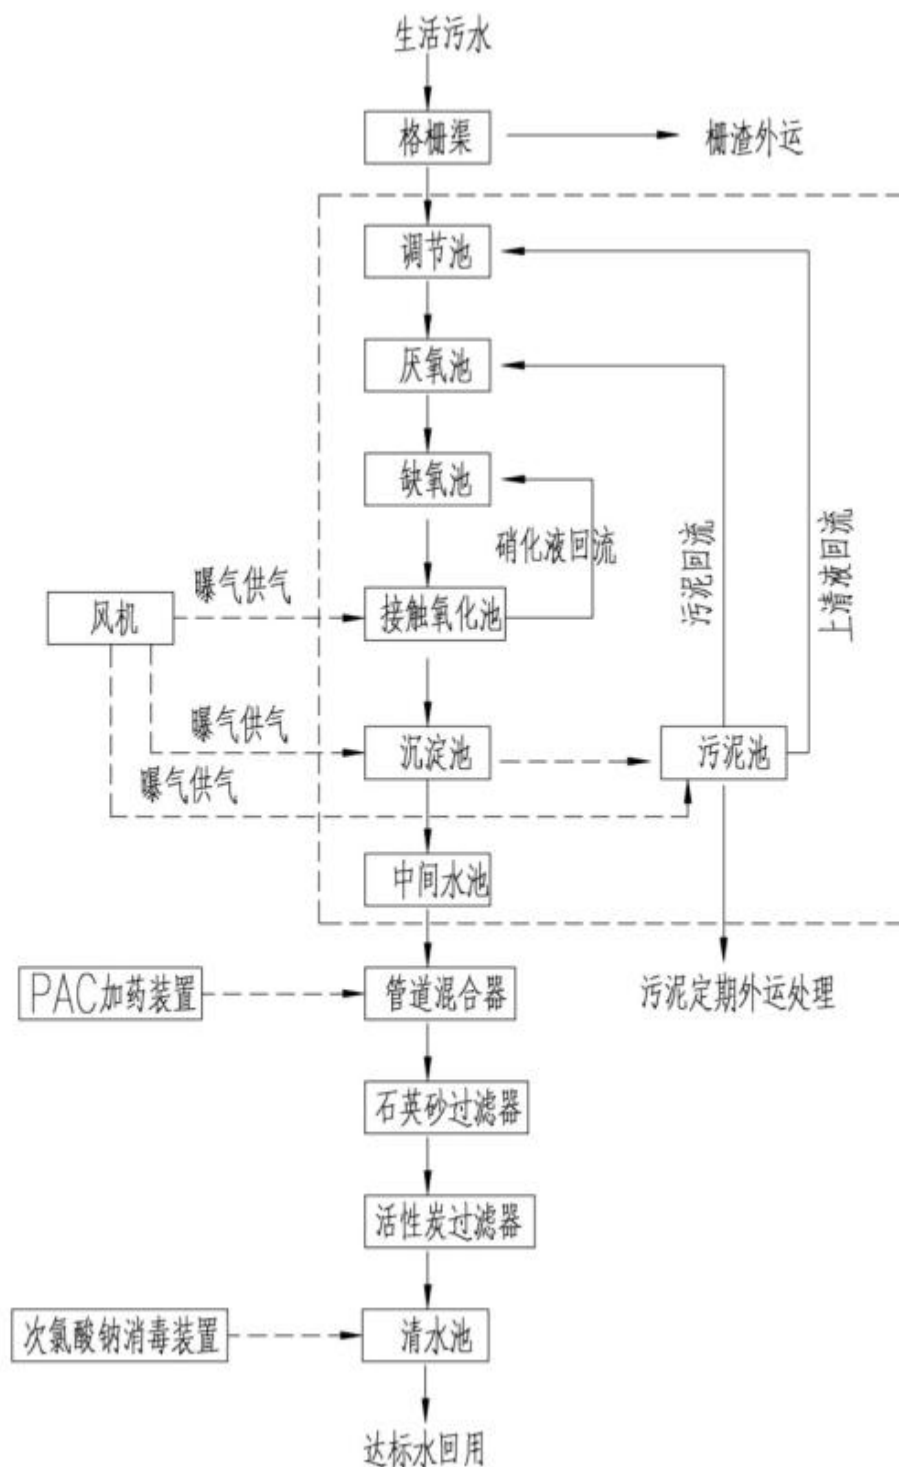 生活污水
格栅渠
栅渣外运
调节池
厌氧池
缺氧池
硝化液回流
污泥回流
上清液回流
曝气供气
风机
接触氧化池
曝气供气
沉淀池
污泥池
曝气供气
中间水池
PAC加药装置
管道混合器
污泥定期外运处理
石英砂过滤器
活性炭过滤器
次氯酸钠消毒装置
清水池
达标水回用